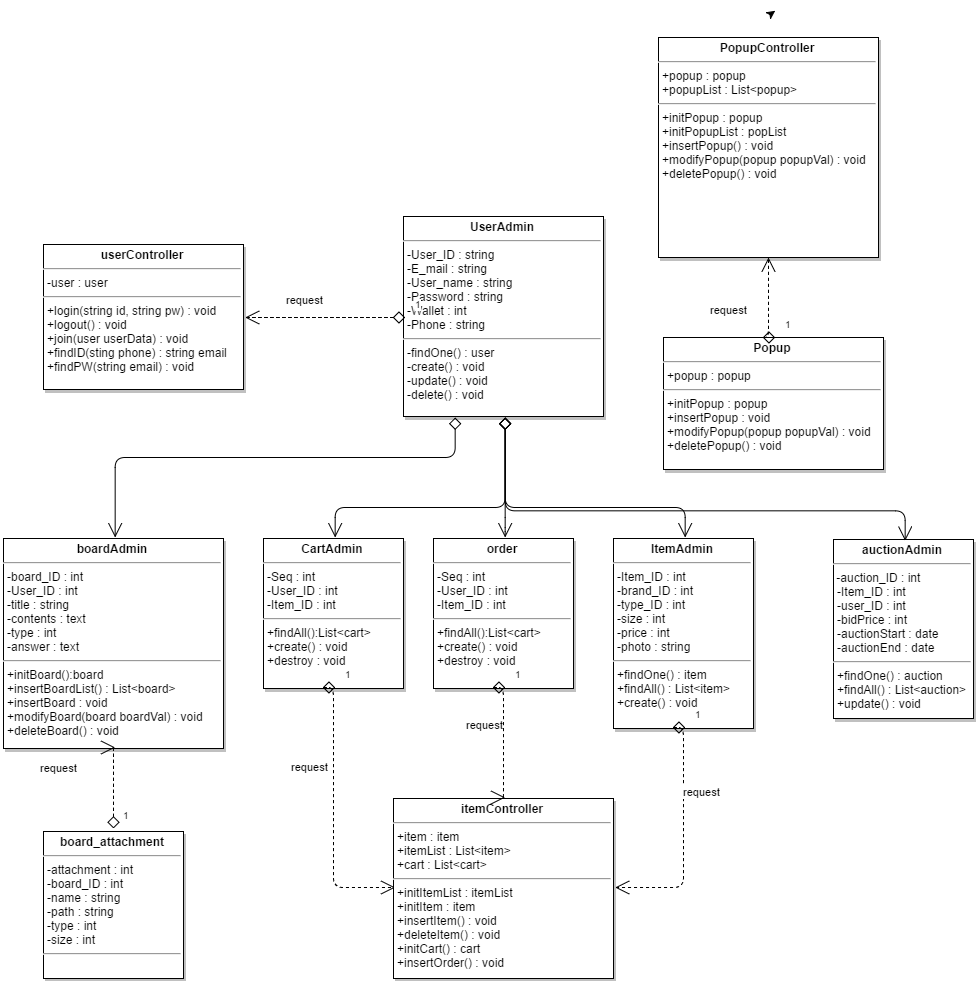 PopupController
+popup : popup
+popupList : List<popup>
+initPopup : popup
+initPopupList : popList
+insertPopup() : void
+modifyPopup(popup popupVal) : void
+deletePopup() : void
request
1
Popup
+popup : popup
+initPopup : popup
+insertPopup : void
+modifyPopup(popup popupVal) : void
+deletePopup() : void
userController
-user : user
+login(string id, string pw) : void
+logout() : void
+join(user userData) : void
+findID(sting phone) : string email
+findPW(string email) : void
request
1
UserAdmin
-User_ID : string
-E_mail : string
-User_name : string
-Password : string
-Wallet : int
-Phone : string
-findOne() : user
-create() : void
-update() : void
-delete() : void
boardAdmin
-board_ID : int
-User_ID : int
-title : string
-contents : text
-type : int
-answer : text
+initBoard():board
+insertBoardList() : List<board>
+insertBoard : void
+modifyBoard(board boardVal) : void
+deleteBoard() : void
request
1
board_attachment
-attachment : int
-board_ID : int
-name : string
-path : string
-type : int
-size : int
CartAdmin
-Seq : int
-User_ID : int
-Item_ID : int
+findAll():List<cart>
+create() : void
+destroy : void
1
request
order
-Seq : int
-User_ID : int
-Item_ID : int
+findAll():List<cart>
+create() : void
+destroy : void
1
request
ItemAdmin
-Item_ID : int
-brand_ID : int
-type_ID : int
-size : int
-price : int
-photo : string
+findOne() : item
+findAll() : List<item>
+create() : void
1
request
auctionAdmin
-auction_ID : int
-Item_ID : int
-user_ID : int
-bidPrice : int
-auctionStart : date
-auctionEnd : date
+findOne() : auction
+findAll() : List<auction>
+update() : void
itemController
+item : item
+itemList : List<item>
+cart : List<cart>
+initItemList : itemList
+initItem : item
+insertItem() : void
+deleteItem() : void
+initCart() : cart
+insertOrder() : void